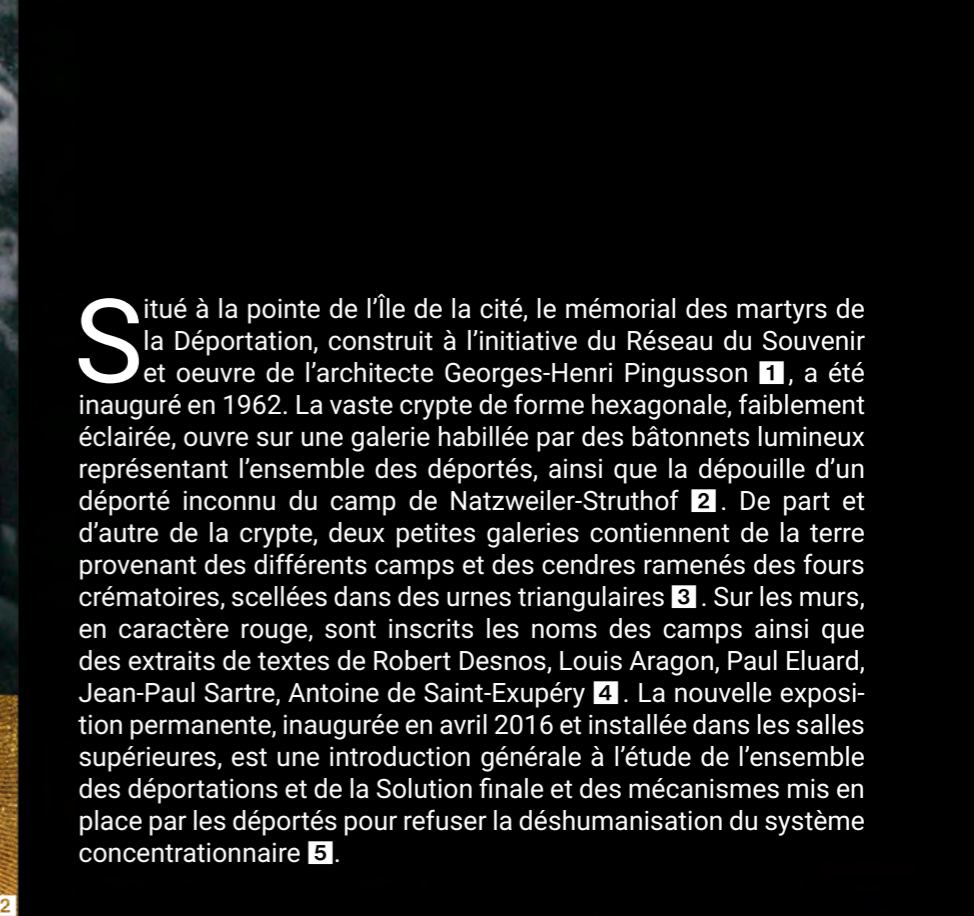 Situé à la pointe de l’Île de la cité, le mémorial des martyrs de
la Déportation, construit à l’initiative du Réseau du Souvenir
et oeuvre de l’architecte Georges-Henri Pingusson 1, a été
inauguré en 1962. La vaste crypte de forme hexagonale, faiblement
éclairée, ouvre sur une galerie habillée par des bâtonnets lumineux
représentant l’ensemble des déportés, ainsi que la dépouille d’un
déporté inconnu du camp de Natzweiler-Struthof 2. De part et
d’autre de la crypte, deux petites galeries contiennent de la terre
provenant des différents camps et des cendres ramenés des fours
crématoires, scellées dans des urnes triangulaires 3. Sur les murs,
en caractère rouge, sont inscrits les noms des camps ainsi que
des extraits de textes de Robert Desnos, Louis Aragon, Paul Eluard,
Jean-Paul Sartre, Antoine de Saint-Exupéry 4. La nouvelle exposi-
tion permanente, inaugurée en avril 2016 et installée dans les salles
supérieures, est une introduction générale à l’étude de l’ensemble
des déportations et de la Solution finale et des mécanismes mis en
place par les déportés pour refuser la déshumanisation du système
concentrationnaire 5.
2